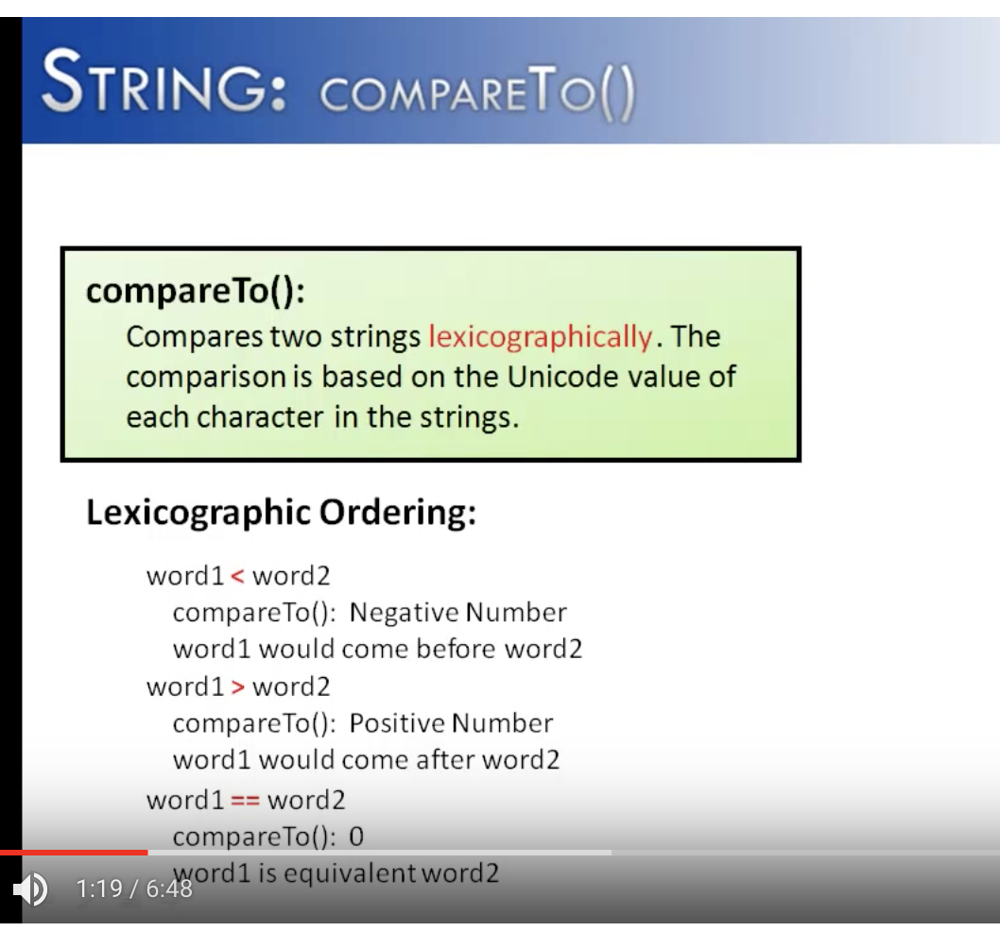 STRING: COMPARETO()
compareTo():
Compares two strings lexicographically. The
comparison is based on the Unicode value of
each character in the strings.
Lexicographic Ordering:
word1 < word2
compareTo(): Negative Number
word1 would come before word2
word1 > word2
compareTo(): Positive Number
word1 would come after word2
word1 == word2
compareTo(): 0
word1 is equivalent word2
1:19 / 6:48